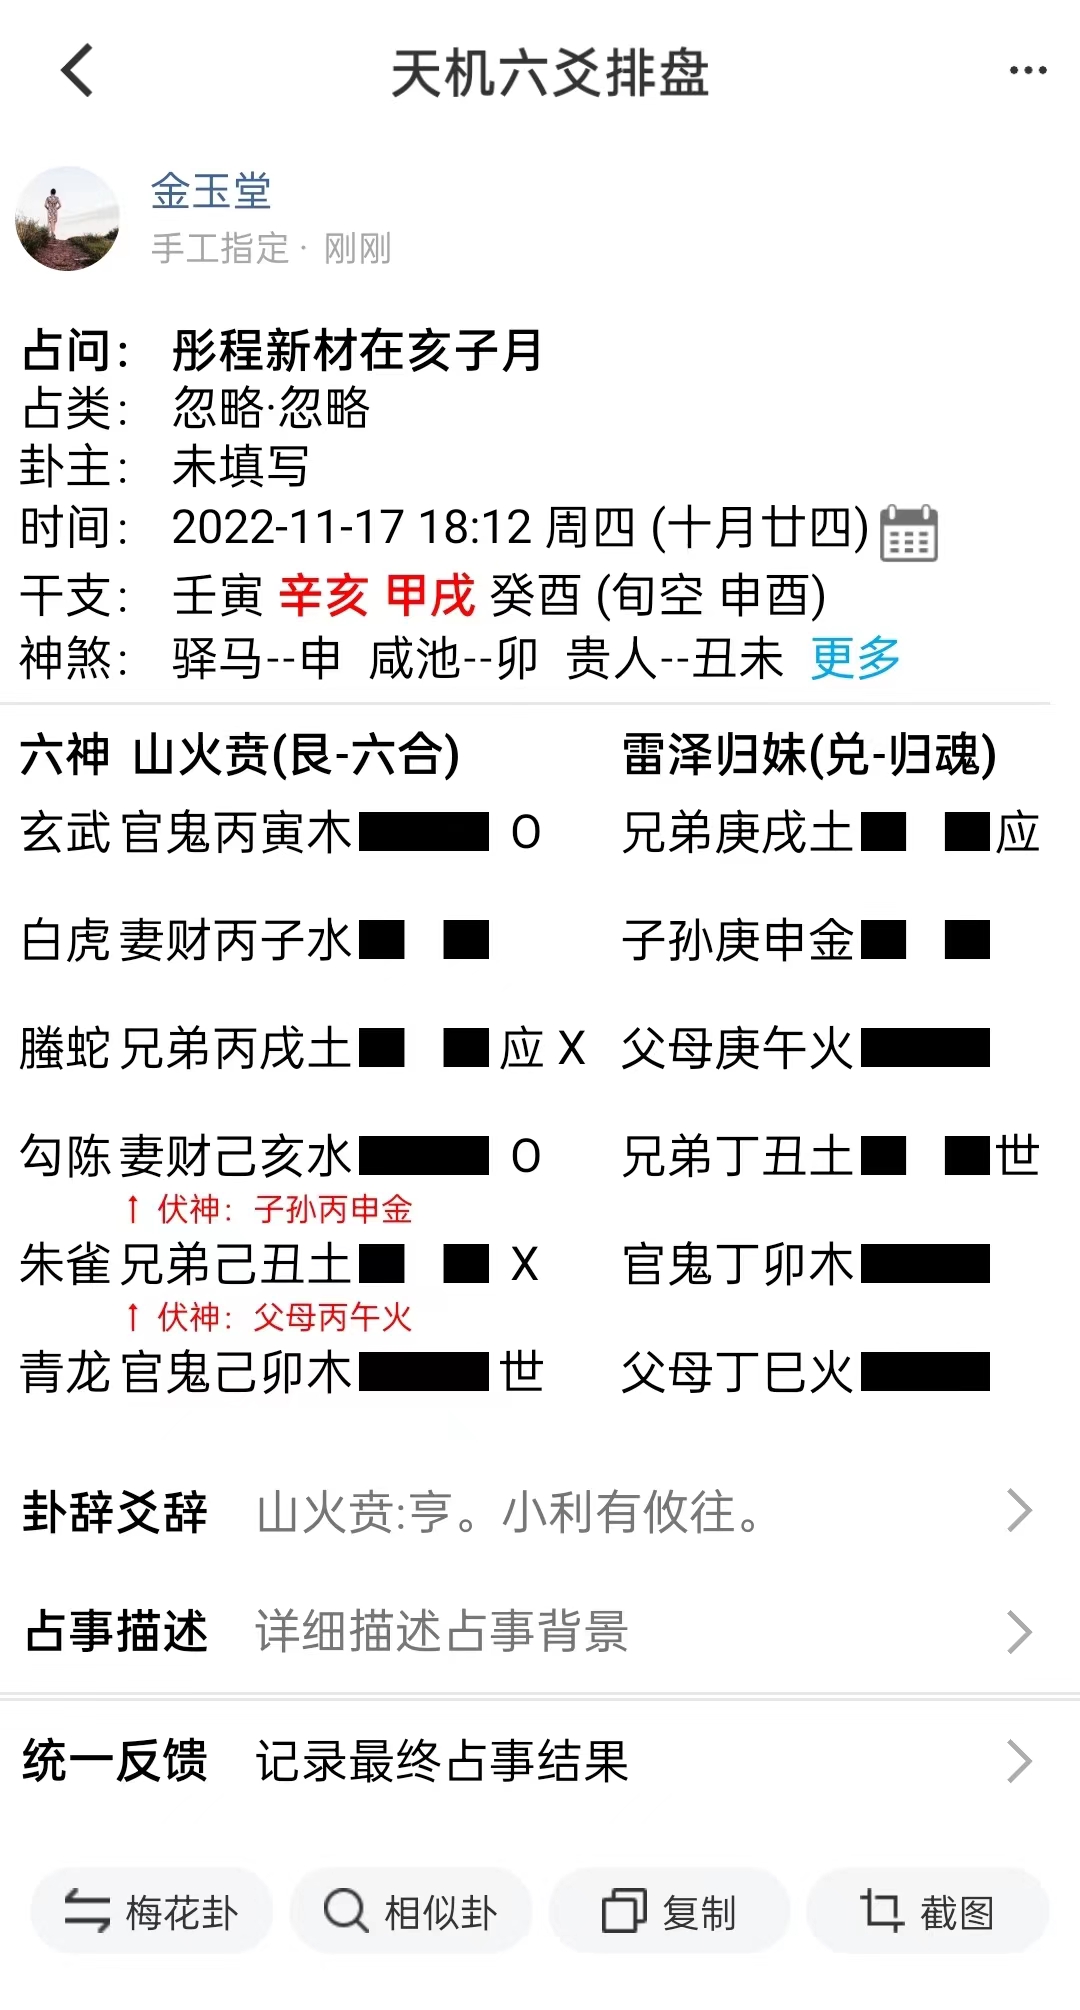 天机六爻排盘
金玉堂
手工指定· 刚刚
占问： 彤程新材在亥子月
占类： 忽略·忽略
卦主： 未填写
时间： 2022-11-17 18:12 周四 (十月廿四)
干支： 壬寅 辛亥 甲戌 癸酉 (旬空 申酉)
神煞： 驿马--申 咸池--卯 贵人--丑未 更多
六神 山火贲(艮-六合) 雷泽归妹(兑-归魂)
玄武 官鬼丙寅木 O 兄弟庚戌土 应
白虎 妻财丙子水 子孙庚申金
螣蛇 兄弟丙戌土 应 X 父母庚午火
勾陈 妻财己亥水 O 兄弟丁丑土 世
↑ 伏神：子孙丙申金
朱雀 兄弟己丑土 X 官鬼丁卯木
↑ 伏神：父母丙午火
青龙 官鬼己卯木 世 父母丁巳火
卦辞爻辞 山火贲:亨。小利有攸往。
占事描述 详细描述占事背景
统一反馈 记录最终占事结果
梅花卦 相似卦 复制 截图